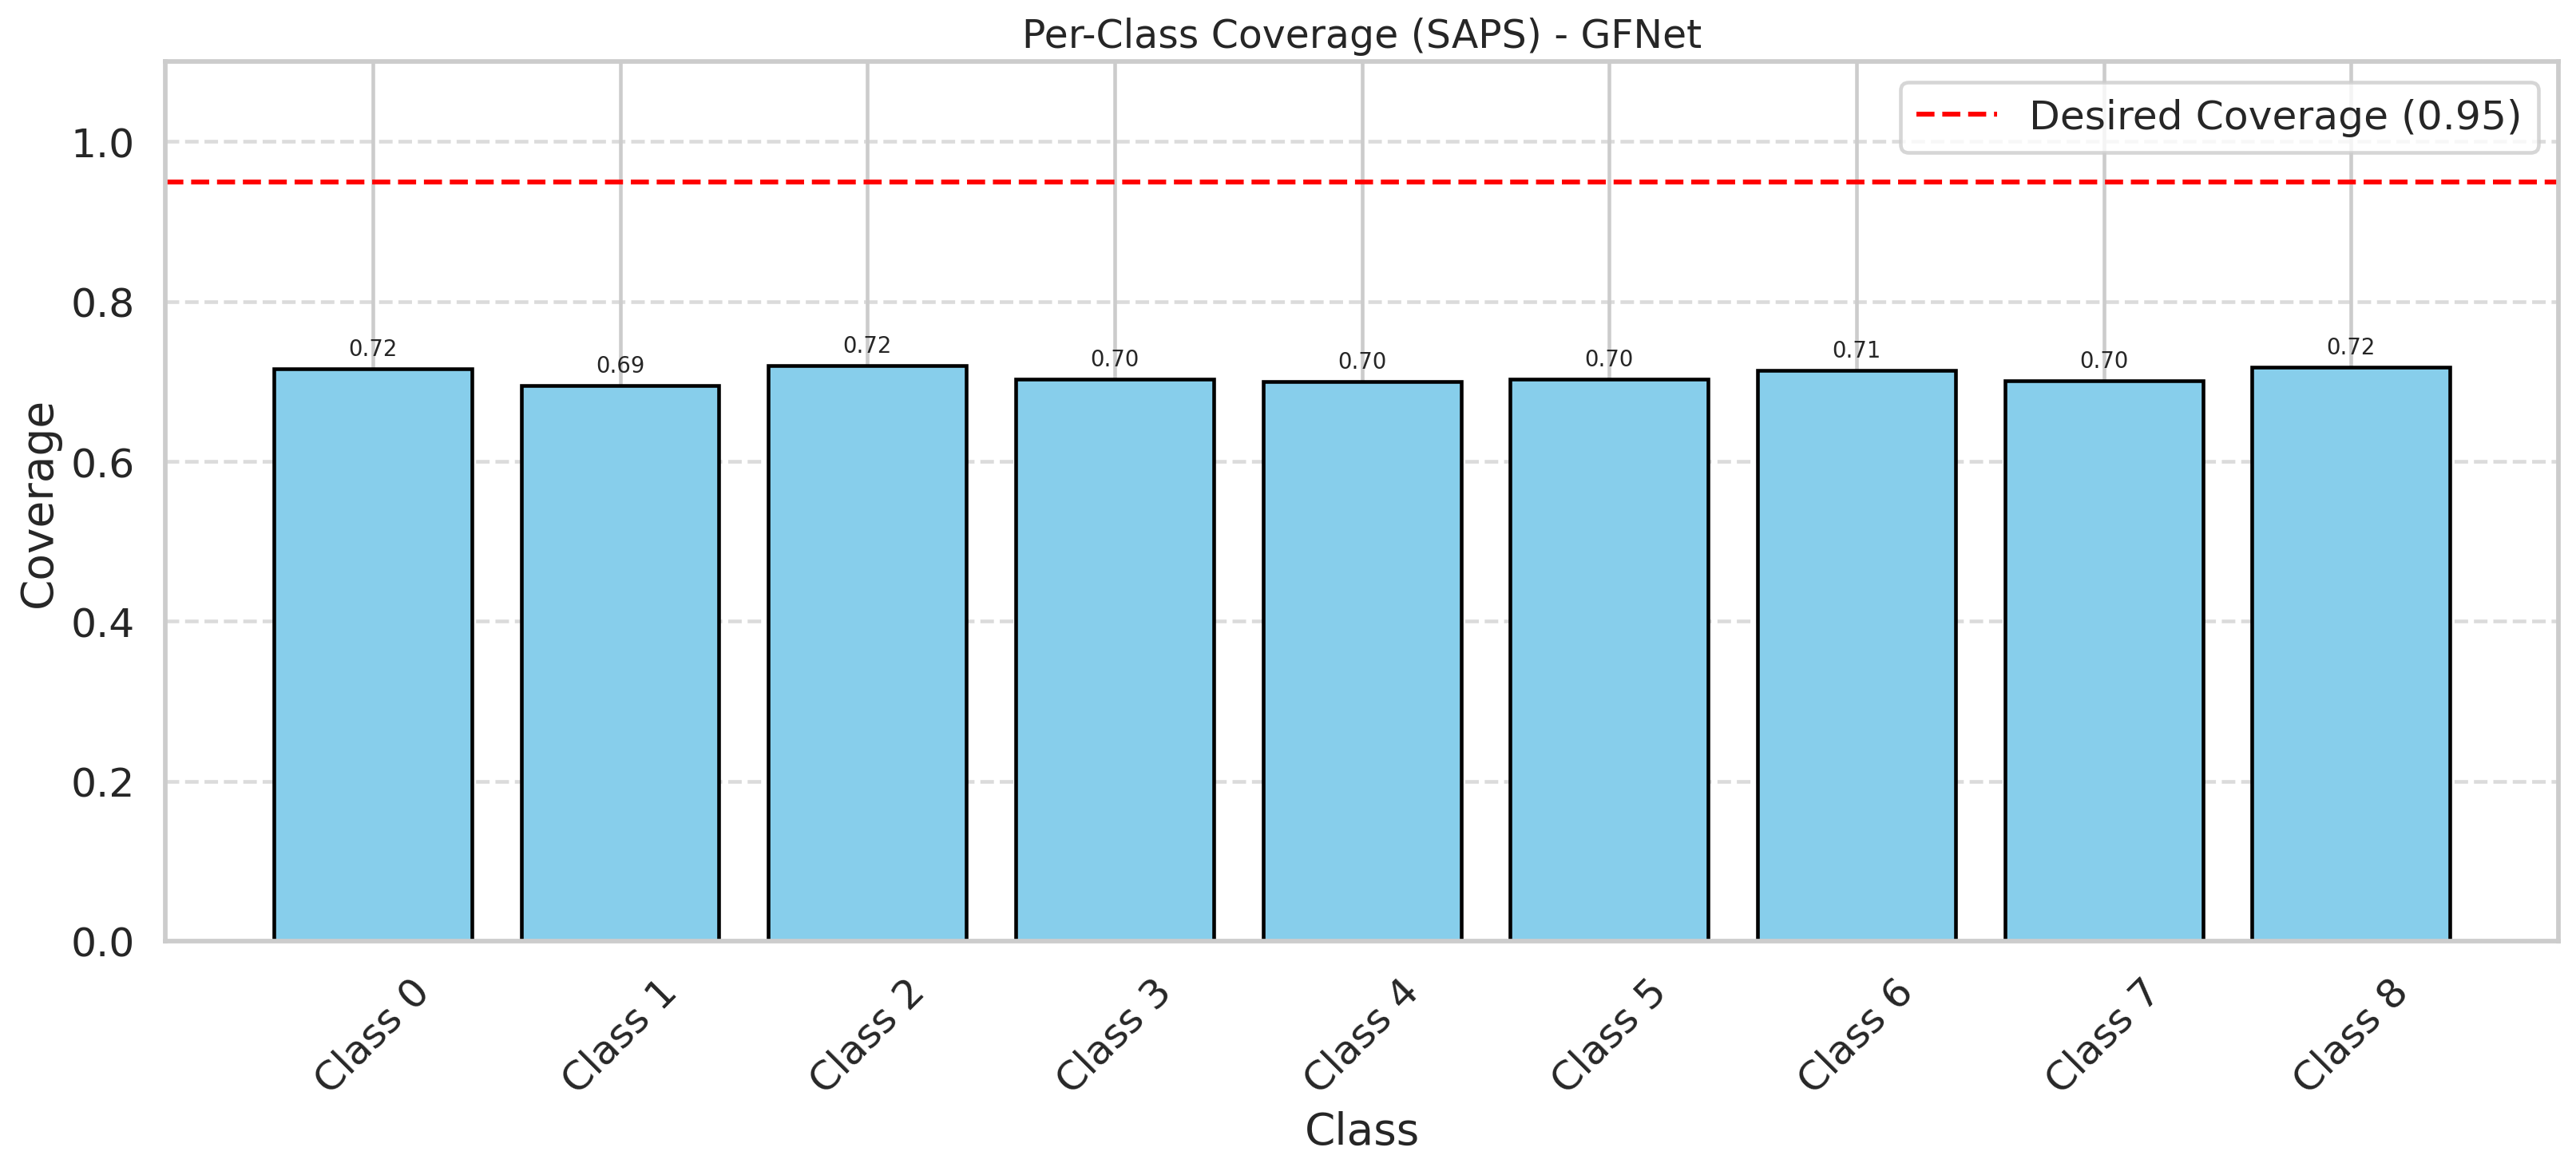 Per-Class Coverage (SAPS) - GFNet
Desired Coverage (0.95)
1.0
0.8
0.6
0.4
0.2
0.0
Coverage
0.72
0.69
0.72
0.70
0.70
0.70
0.71
0.70
0.72
Class 0
Class 1
Class 2
Class 3
Class 4
Class 5
Class 6
Class 7
Class 8
Class